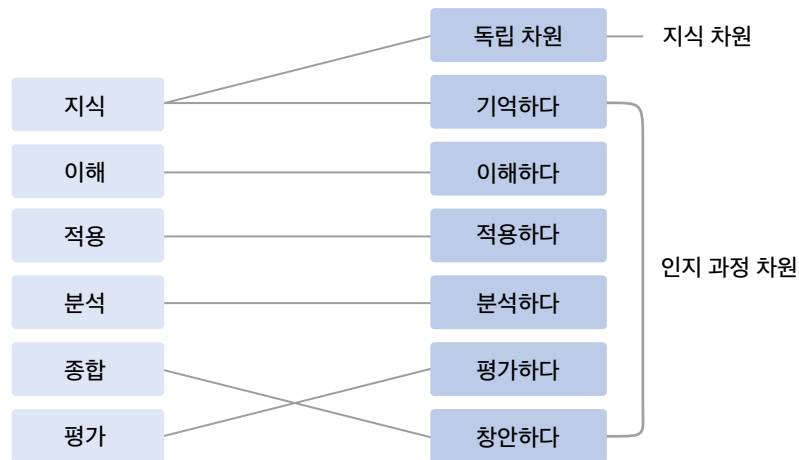 독립 차원
지식 차원
지식
기억하다
이해
이해하다
적용
적용하다
인지 과정 차원
분석
분석하다
종합
평가하다
평가
창안하다